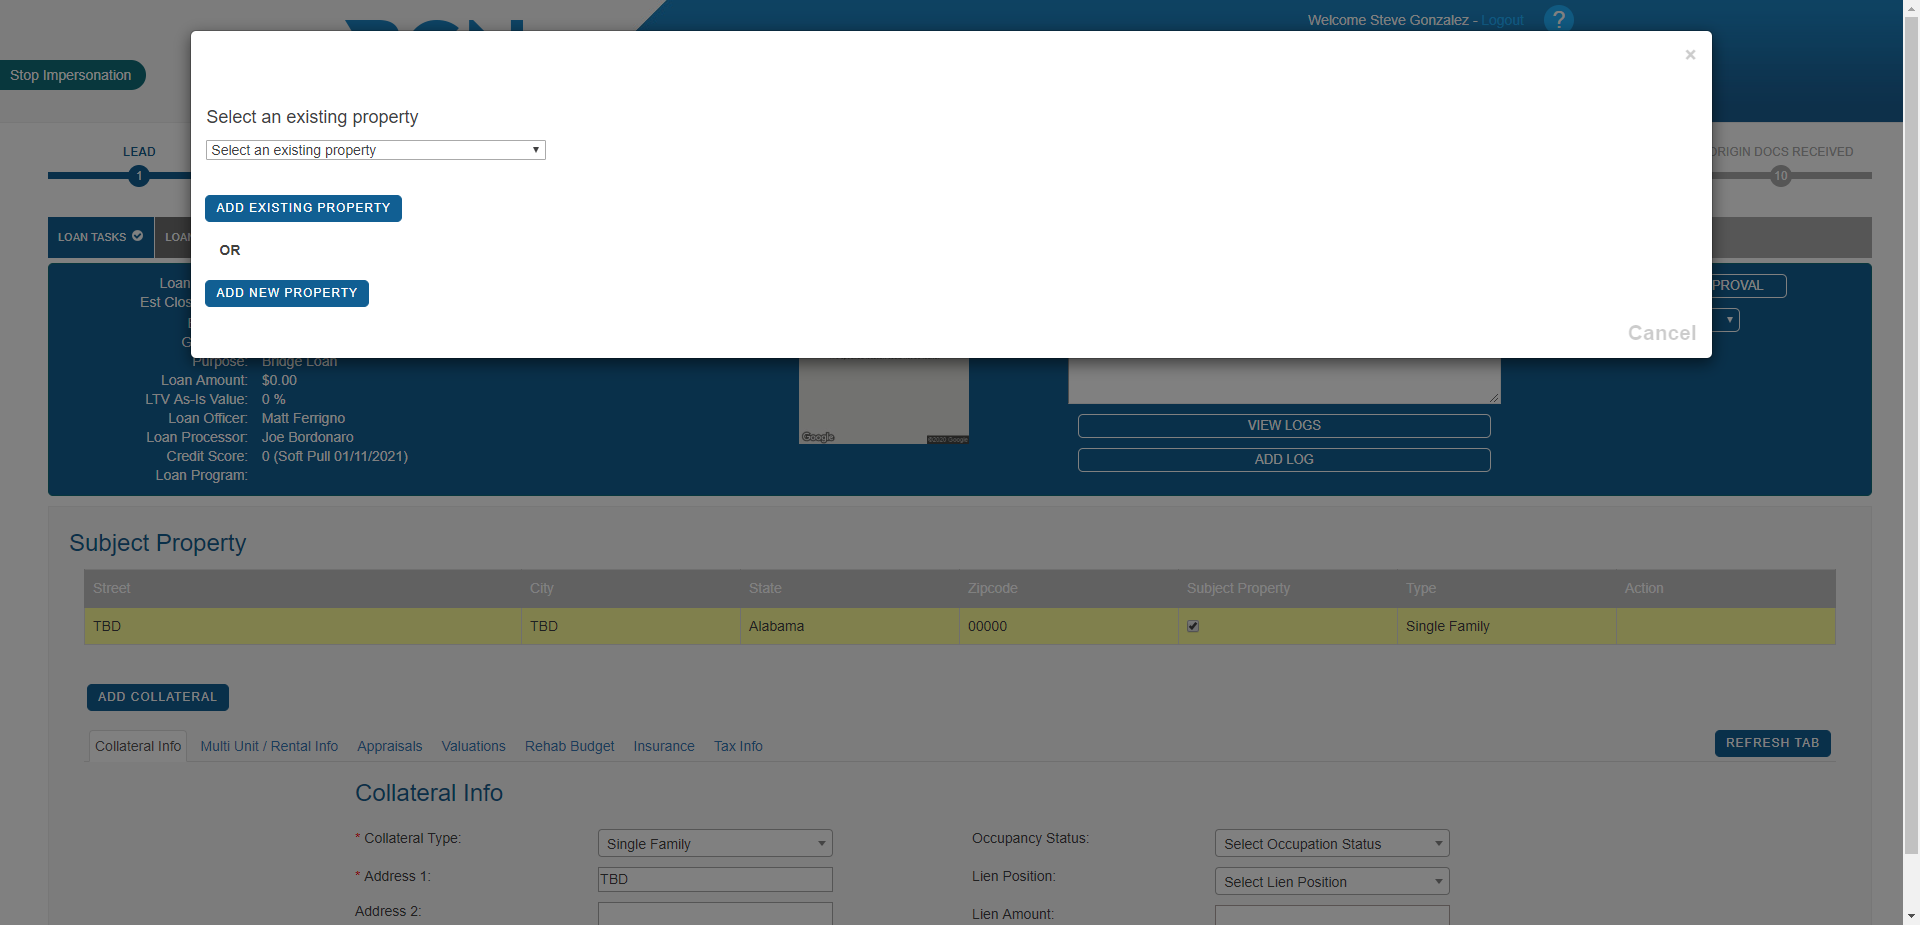 Welcome Steve Gonzalez - Logout
?
Stop Impersonation
×
Select an existing property
Select an existing property
ADD EXISTING PROPERTY
OR
ADD NEW PROPERTY
Cancel
LEAD
1
ORIGIN DOCS RECEIVED
10
LOAN TASKS
LOAN
Loan
Est Clos
PROVAL
Purpose: Bridge Loan
Loan Amount: $0.00
LTV As-Is Value: 0 %
Loan Officer: Matt Ferrigno
Loan Processor: Joe Bordonaro
Credit Score: 0 (Soft Pull 01/11/2021)
Loan Program:
Google
©2020 Google
VIEW LOGS
ADD LOG
Subject Property
Street City State Zipcode Subject Property Type Action
TBD TBD Alabama 00000 Single Family
ADD COLLATERAL
Collateral Info Multi Unit / Rental Info Appraisals Valuations Rehab Budget Insurance Tax Info
REFRESH TAB
Collateral Info
* Collateral Type: Single Family
Occupancy Status: Select Occupation Status
* Address 1: TBD
Lien Position: Select Lien Position
Address 2:
Lien Amount: